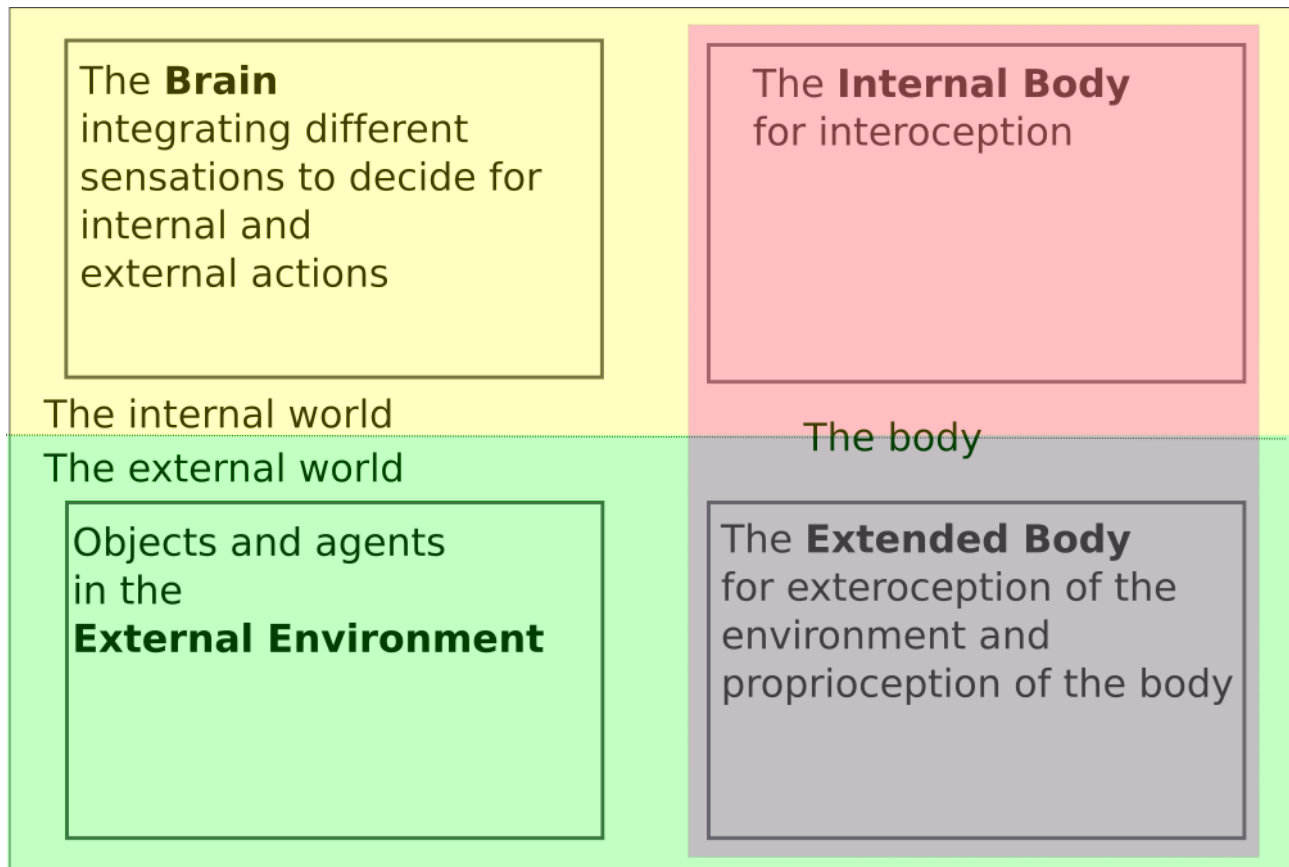 The Brain
integrating different
sensations to decide for
internal and
external actions
The Internal Body
for interoception
The internal world
The body
The external world
Objects and agents
in the
External Environment
The Extended Body
for exteroception of the
environment and
proprioception of the body